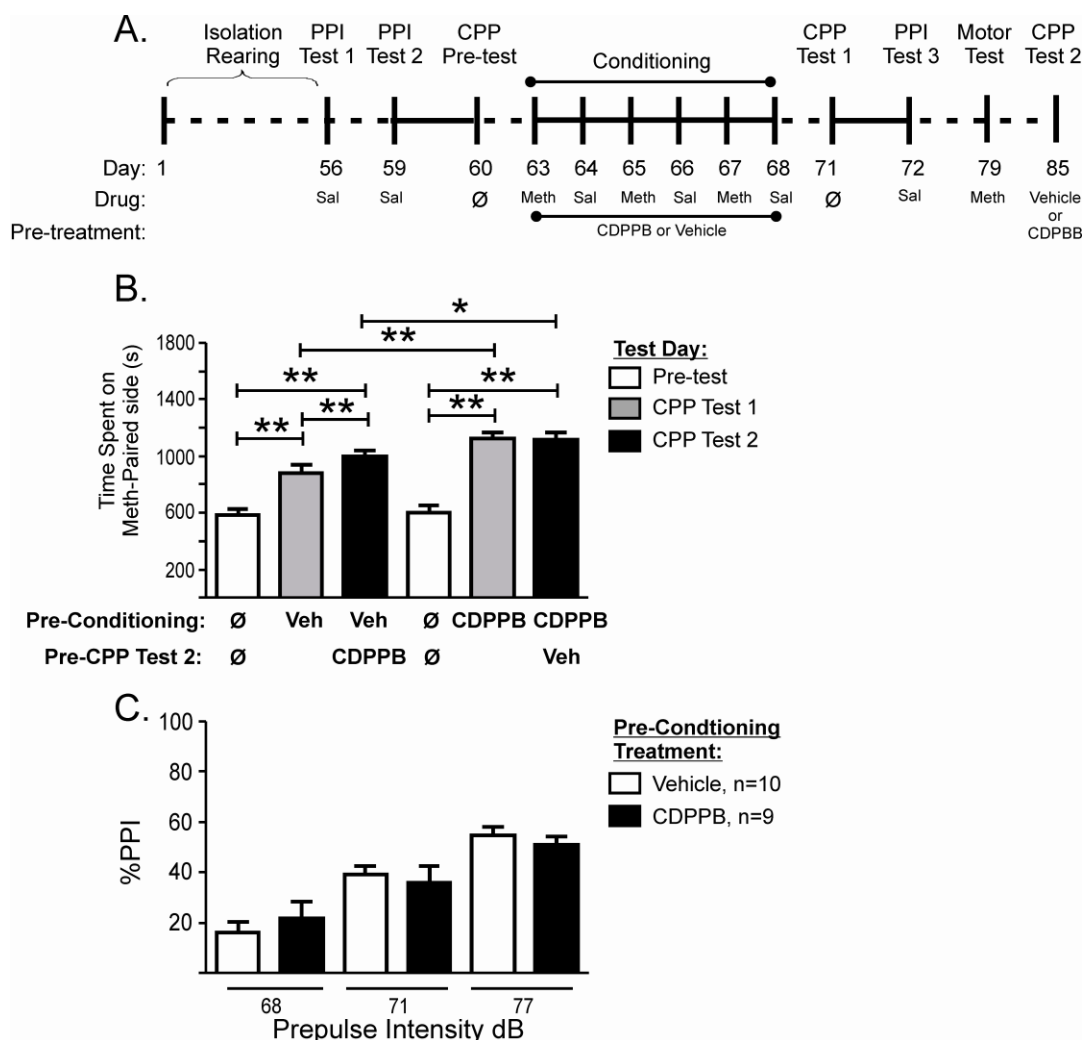 A.
Isolation Rearing
PPI Test 1
PPI Test 2
CPP Pre-test
Conditioning
CPP Test 1
PPI Test 3
Motor Test
CPP Test 2
Day: 1 56 59 60 63 64 65 66 67 68 71 72 79 85
Drug: Sal Sal Ø Meth Sal Meth Sal Meth Sal Ø Sal Meth Vehicle or CDPBB
Pre-treatment: CDPPB or Vehicle
B.
Time Spent on
Meth-Paired side (s)
1800
1400
1000
600
200
** ** ** ** ** ** *
Test Day:
Pre-test
CPP Test 1
CPP Test 2
Pre-Conditioning: Ø Veh Veh Ø CDPPB CDPPB
Pre-CPP Test 2: Ø CDPPB Ø Veh
C.
%PPI
100
80
60
40
20
Pre-Condtioning
Treatment:
Vehicle, n=10
CDPPB, n=9
68 71 77
Prepulse Intensity dB